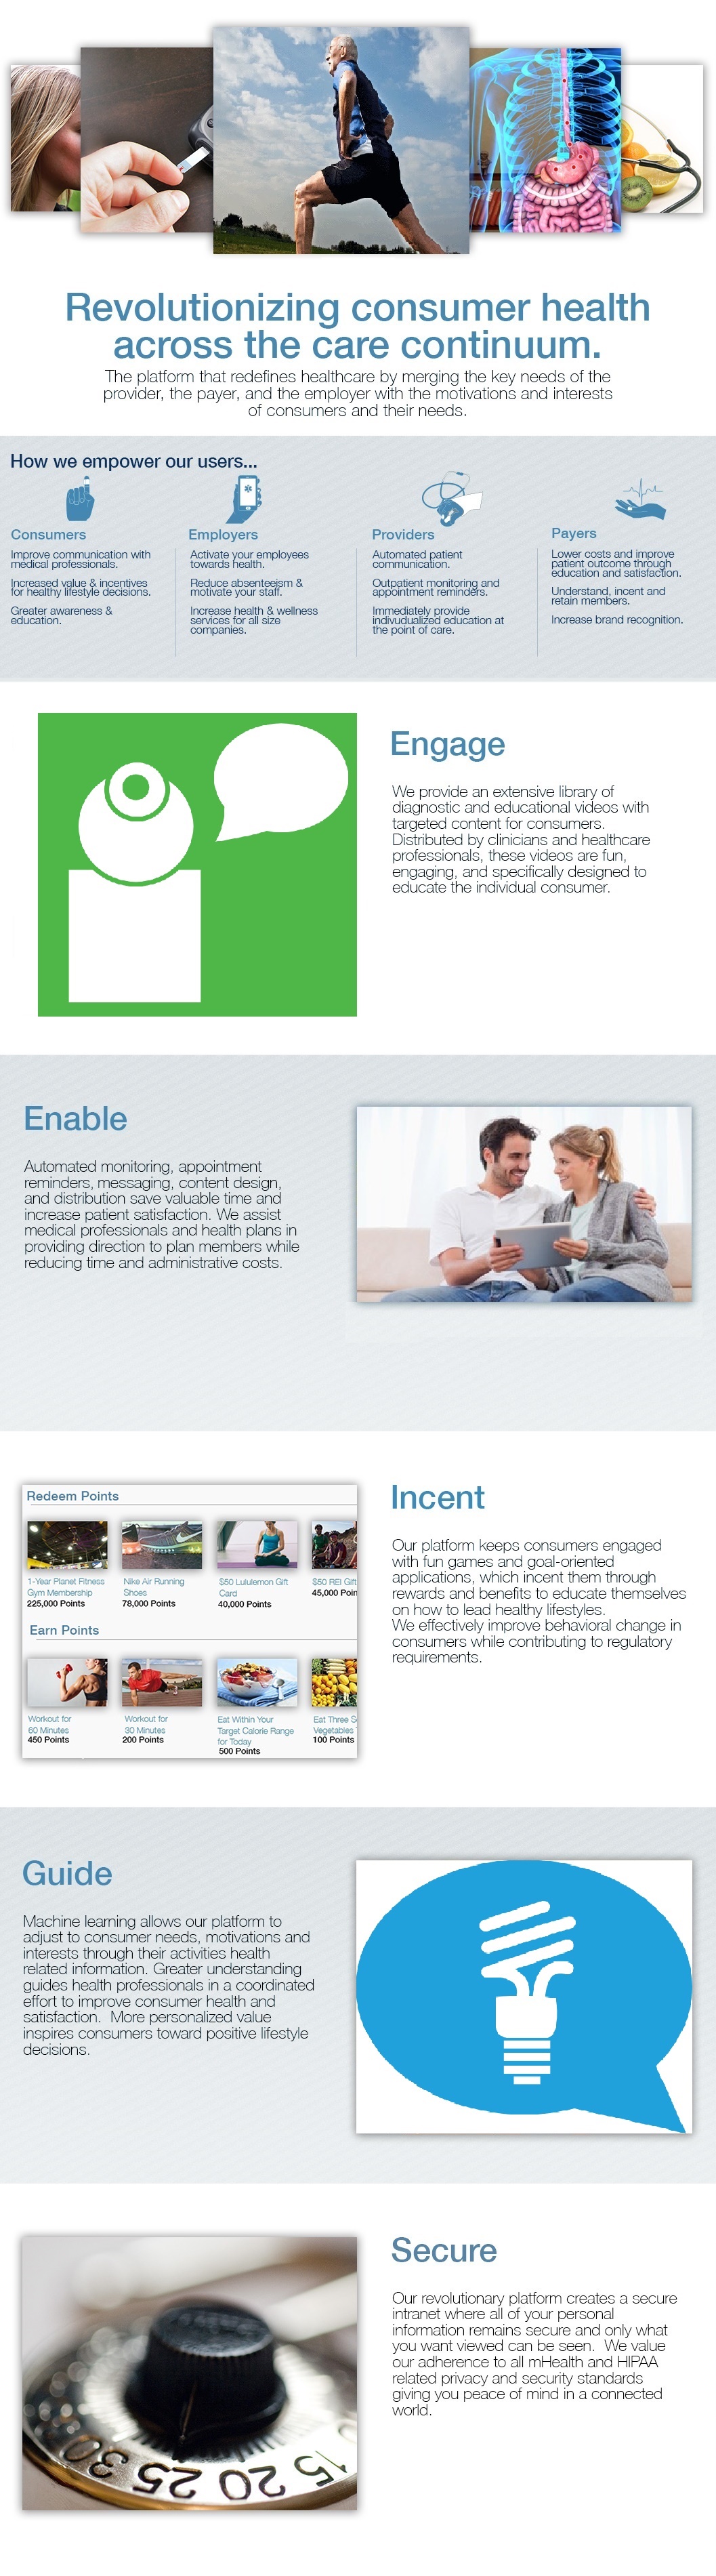 Revolutionizing consumer health
across the care continuum.
The platform that redefines healthcare by merging the key needs of the
provider, the payer, and the employer with the motivations and interests
of consumers and their needs.
How we empower our users...
Consumers
Improve communication with
medical professionals.
Increased value & incentives
for healthy lifestyle decisions.
Greater awareness &
education.
Employers
Activate your employees
towards health.
Reduce absenteeism &
motivate your staff.
Increase health & wellness
services for all size
companies.
Providers
Automated patient
communication.
Outpatient monitoring and
appointment reminders.
Immediately provide
indivudualized education at
the point of care.
Payers
Lower costs and improve
patient outcome through
education and satisfaction.
Understand, incent and
retain members.
Increase brand recognition.
Engage
We provide an extensive library of
diagnostic and educational videos with
targeted content for consumers.
Distributed by clinicians and healthcare
professionals, these videos are fun,
engaging, and specifically designed to
educate the individual consumer.
Enable
Automated monitoring, appointment
reminders, messaging, content design,
and distribution save valuable time and
increase patient satisfaction. We assist
medical professionals and health plans in
providing direction to plan members while
reducing time and administrative costs.
Redeem Points
1-Year Planet Fitness
Gym Membership
225,000 Points
Nike Air Running
Shoes
78,000 Points
$50 Lululemon Gift
Card
40,000 Points
$50 REI Gift
45,000 Poin
Earn Points
Workout for
60 Minutes
450 Points
Workout for
30 Minutes
200 Points
Eat Within Your
Target Calorie Range
for Today
500 Points
Eat Three S
Vegetables
100 Points
Incent
Our platform keeps consumers engaged
with fun games and goal-oriented
applications, which incent them through
rewards and benefits to educate themselves
on how to lead healthy lifestyles.
We effectively improve behavioral change in
consumers while contributing to regulatory
requirements.
Guide
Machine learning allows our platform to
adjust to consumer needs, motivations and
interests through their activities health
related information. Greater understanding
guides health professionals in a coordinated
effort to improve consumer health and
satisfaction.  More personalized value
inspires consumers toward positive lifestyle
decisions.
Secure
Our revolutionary platform creates a secure
intranet where all of your personal
information remains secure and only what
you want viewed can be seen.  We value
our adherence to all mHealth and HIPAA
related privacy and security standards
giving you peace of mind in a connected
world.
30 25 20 15